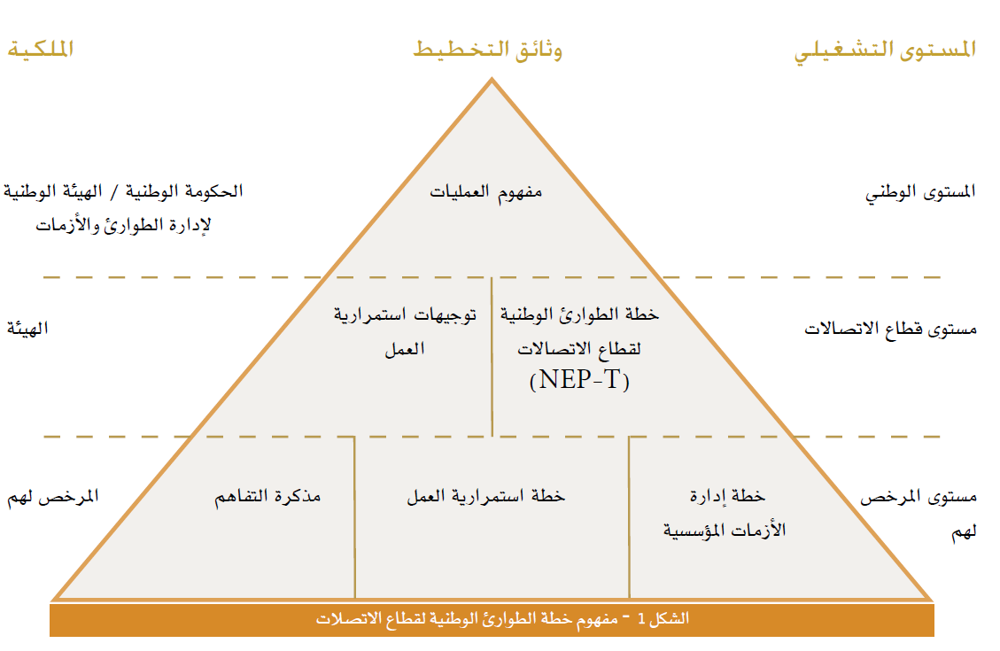 المستوى التشغيلي
وثائق التخطيط
الملكية
المستوى الوطني
مفهوم العمليات
الحكومة الوطنية / الهيئة الوطنية
لإدارة الطوارئ والأزمات
مستوى قطاع الاتصالات
خطة الطوارئ الوطنية
لقطاع الاتصالات
(NEP-T)
توجيهات استمرارية
العمل
الهيئة
مستوى المرخص
لهم
خطة إدارة
الأزمات المؤسسية
خطة استمرارية العمل
مذكرة التفاهم
المرخص لهم
الشكل 1 - مفهوم خطة الطوارئ الوطنية لقطاع الاتصلات